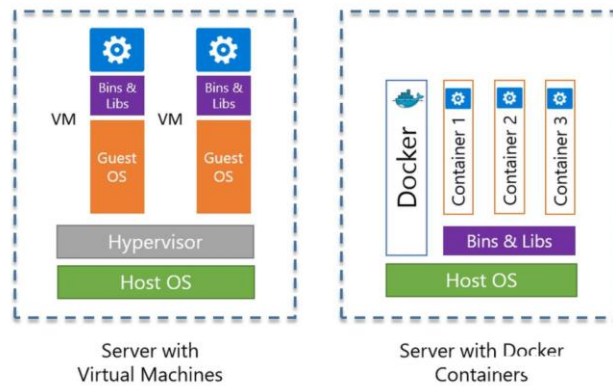 Bins &
Libs
Bins &
Libs
VM
VM
Guest
OS
Guest
OS
Hypervisor
Host OS
Server with
Virtual Machines
Docker
Container 1
Container 2
Container 3
Bins & Libs
Host OS
Server with Docker
Containers